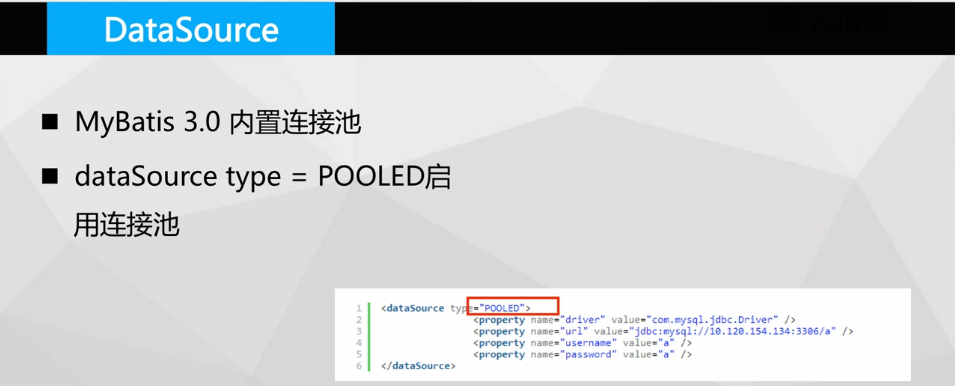 DataSource
■ MyBatis 3.0 内置连接池
■ dataSource type = POOLED启
用连接池
1 <dataSource type="POOLED">
2 <property name="driver" value="com.mysql.jdbc.Driver" />
3 <property name="url" value="jdbc:mysql://10.120.154.134:3306/a" />
4 <property name="username" value="a" />
5 <property name="password" value="a" />
6 </dataSource>